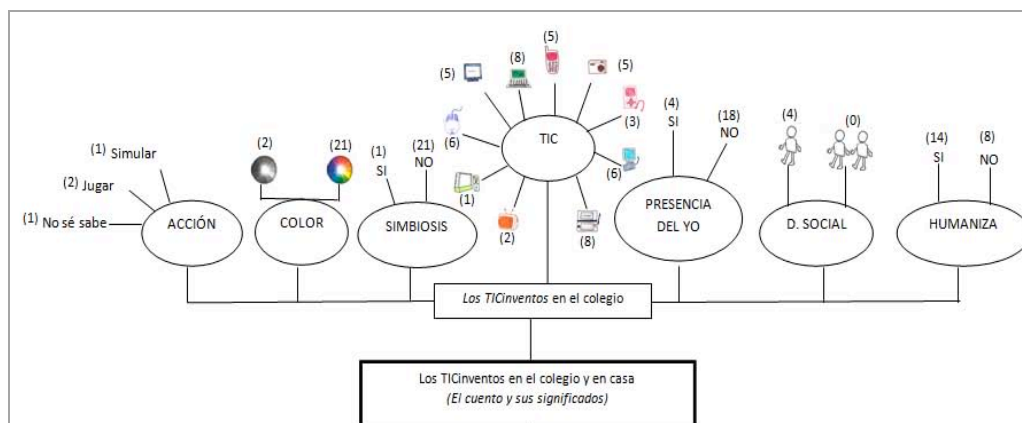 (1) Simular
(2) Jugar
(1) No sé sabe
ACCIÓN
(2)
(21)
COLOR
(1)
SI
(21)
NO
SIMBIOSIS
(5)
(8)
(5)
(5)
(6)
(3)
(1)
(6)
(2)
(8)
TIC
(4)
SI
(18)
NO
PRESENCIA
DEL YO
(4)
(0)
D. SOCIAL
(14)
SI
(8)
NO
HUMANIZA
Los TICinventos en el colegio
Los TICinventos en el colegio y en casa
(El cuento y sus significados)